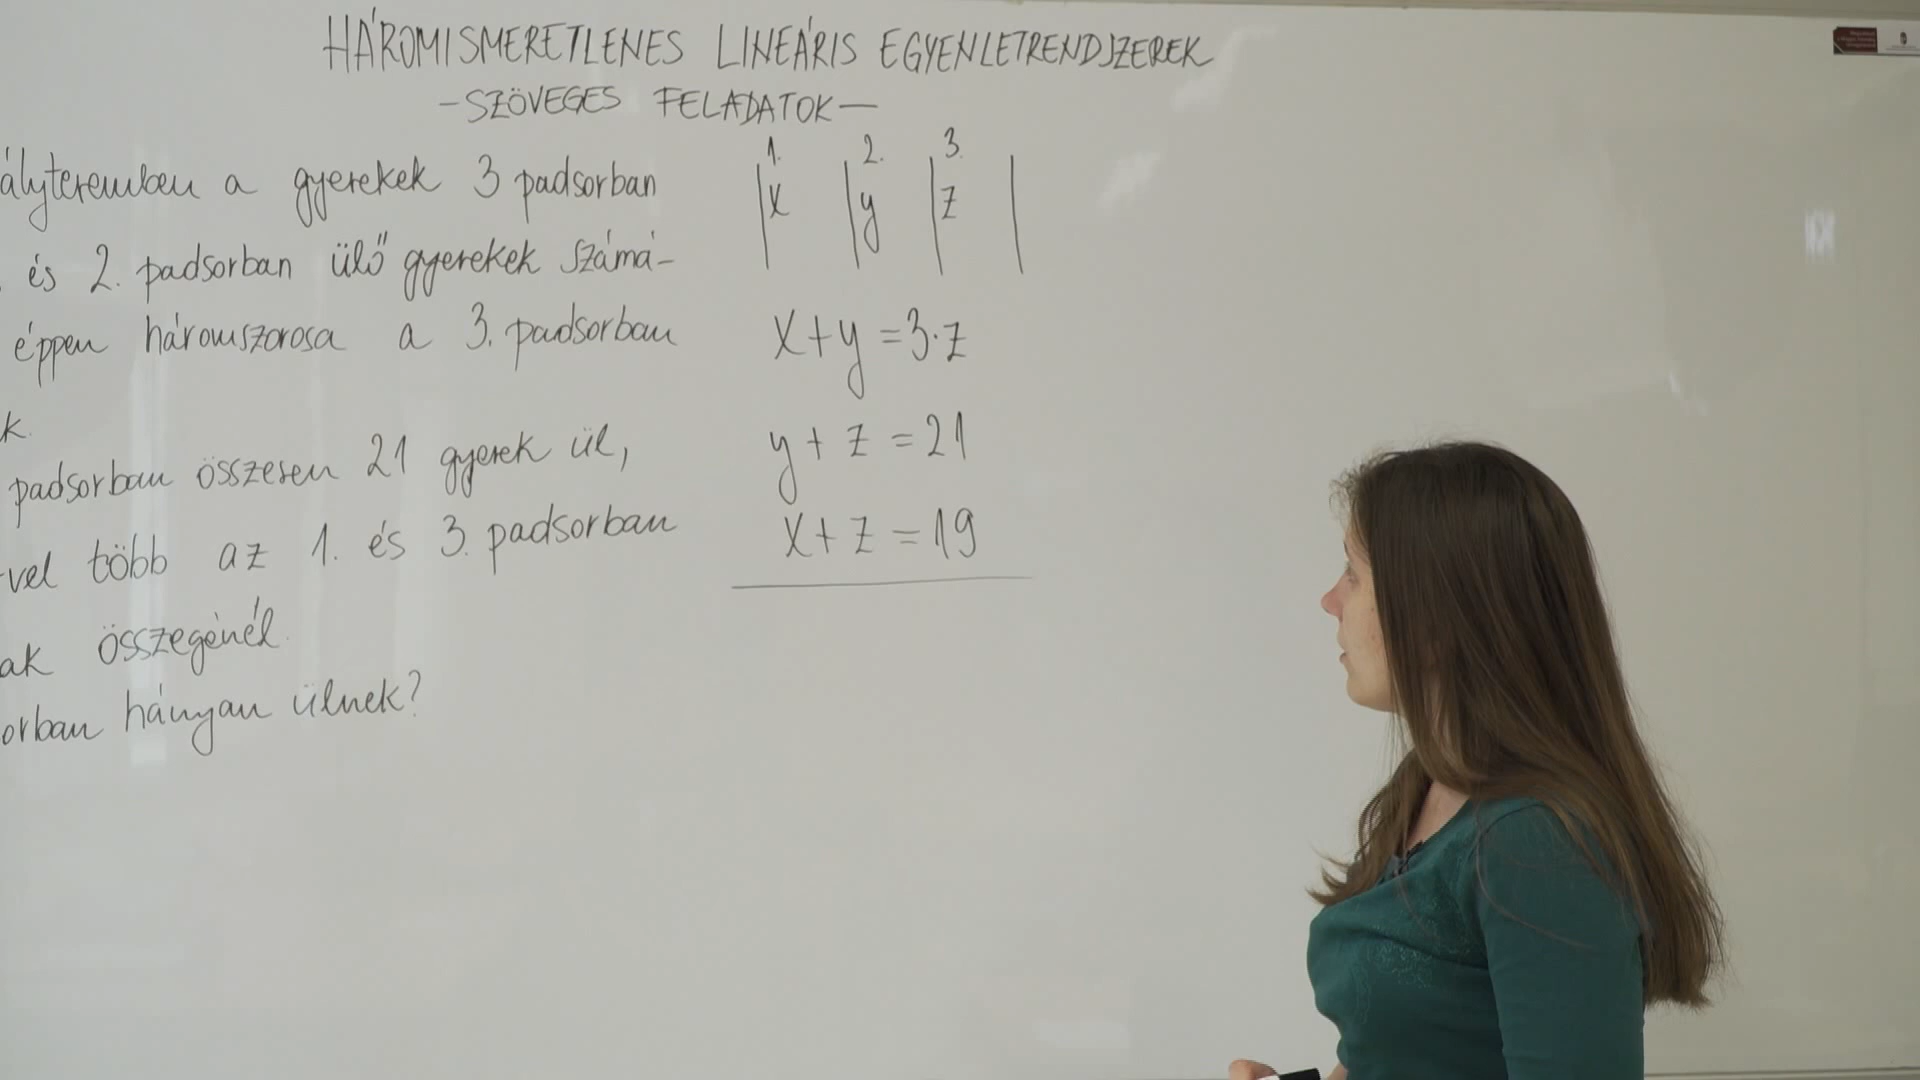 HÁROMISMERETLENES LINEÁRIS EGYENLETRENDSZEREK
-SZÖVEGES FELADATOK-
ályteremben a gyerekek 3 padsorban
és 2. padsorban ülő gyerekek számá-
éppen háromszorosa a 3. padsorban
k.
padsorban összesen 21 gyerek ül,
vel több az 1. és 3. padsorban
ak összegénél.
orban hányan ülnek?
1. 2. 3.
x y z
x+y=3·z
y+z=21
x+z=19